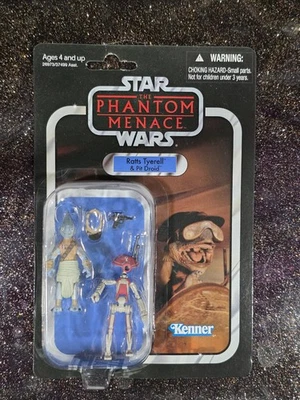 Ages 4 and up
WARNING:
CHOKING HAZARD-Small parts.
Not for children under 3 years.
STAR
THE
PHANTOM
MENACE
WARS
Ratts Tyerell
& Pit Droid
Kenner